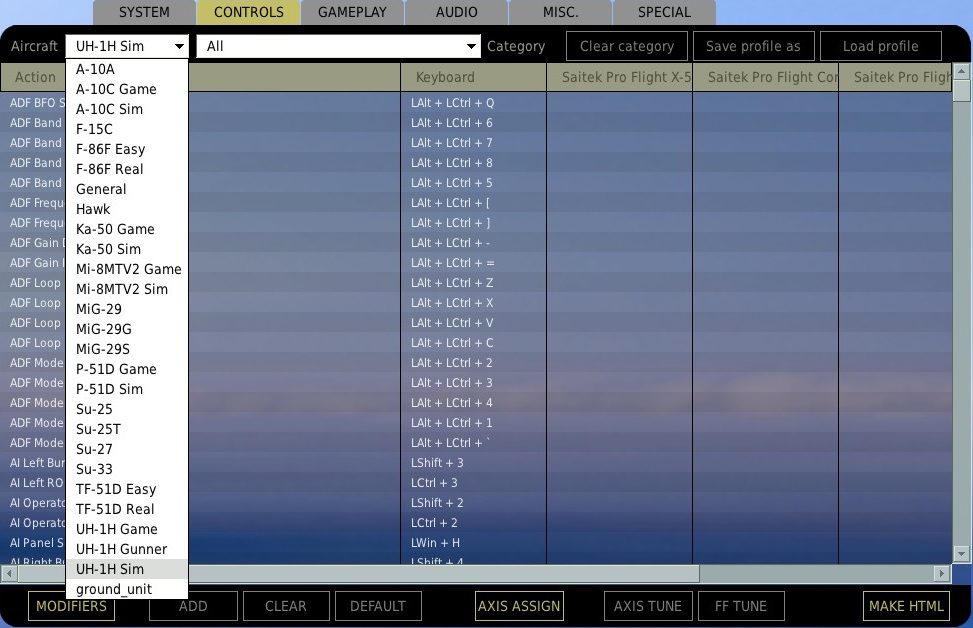 SYSTEM CONTROLS GAMEPLAY AUDIO MISC. SPECIAL
Aircraft UH-1H Sim All Category Clear category Save profile as Load profile
Action Keyboard Saitek Pro Flight X-5 Saitek Pro Flight Cor Saitek Pro Fligh
A-10A
A-10C Game
A-10C Sim
F-15C
F-86F Easy
F-86F Real
General
Hawk
Ka-50 Game
Ka-50 Sim
Mi-8MTV2 Game
Mi-8MTV2 Sim
MiG-29
MiG-29G
MiG-29S
P-51D Game
P-51D Sim
Su-25
Su-25T
Su-27
Su-33
TF-51D Easy
TF-51D Real
UH-1H Game
UH-1H Gunner
UH-1H Sim
ground_unit
ADF BFO S LAlt + LCtrl + Q
ADF Band LAlt + LCtrl + 6
ADF Band LAlt + LCtrl + 7
ADF Band LAlt + LCtrl + 8
ADF Band LAlt + LCtrl + 5
ADF Frequ LAlt + LCtrl + [
ADF Frequ LAlt + LCtrl + ]
ADF Gain LAlt + LCtrl + -
ADF Gain LAlt + LCtrl + =
ADF Loop LAlt + LCtrl + Z
ADF Loop LAlt + LCtrl + X
ADF Loop LAlt + LCtrl + V
ADF Loop LAlt + LCtrl + C
ADF Mode LAlt + LCtrl + 2
ADF Mode LAlt + LCtrl + 3
ADF Mode LAlt + LCtrl + 4
ADF Mode LAlt + LCtrl + 1
ADF Mode LAlt + LCtrl + `
AI Left Bur LShift + 3
AI Left RO LCtrl + 3
AI Operato LShift + 2
AI Operato LCtrl + 2
AI Panel S LWin + H
AI Right Bu LShift + 4
MODIFIERS ADD CLEAR DEFAULT AXIS ASSIGN AXIS TUNE FF TUNE MAKE HTML